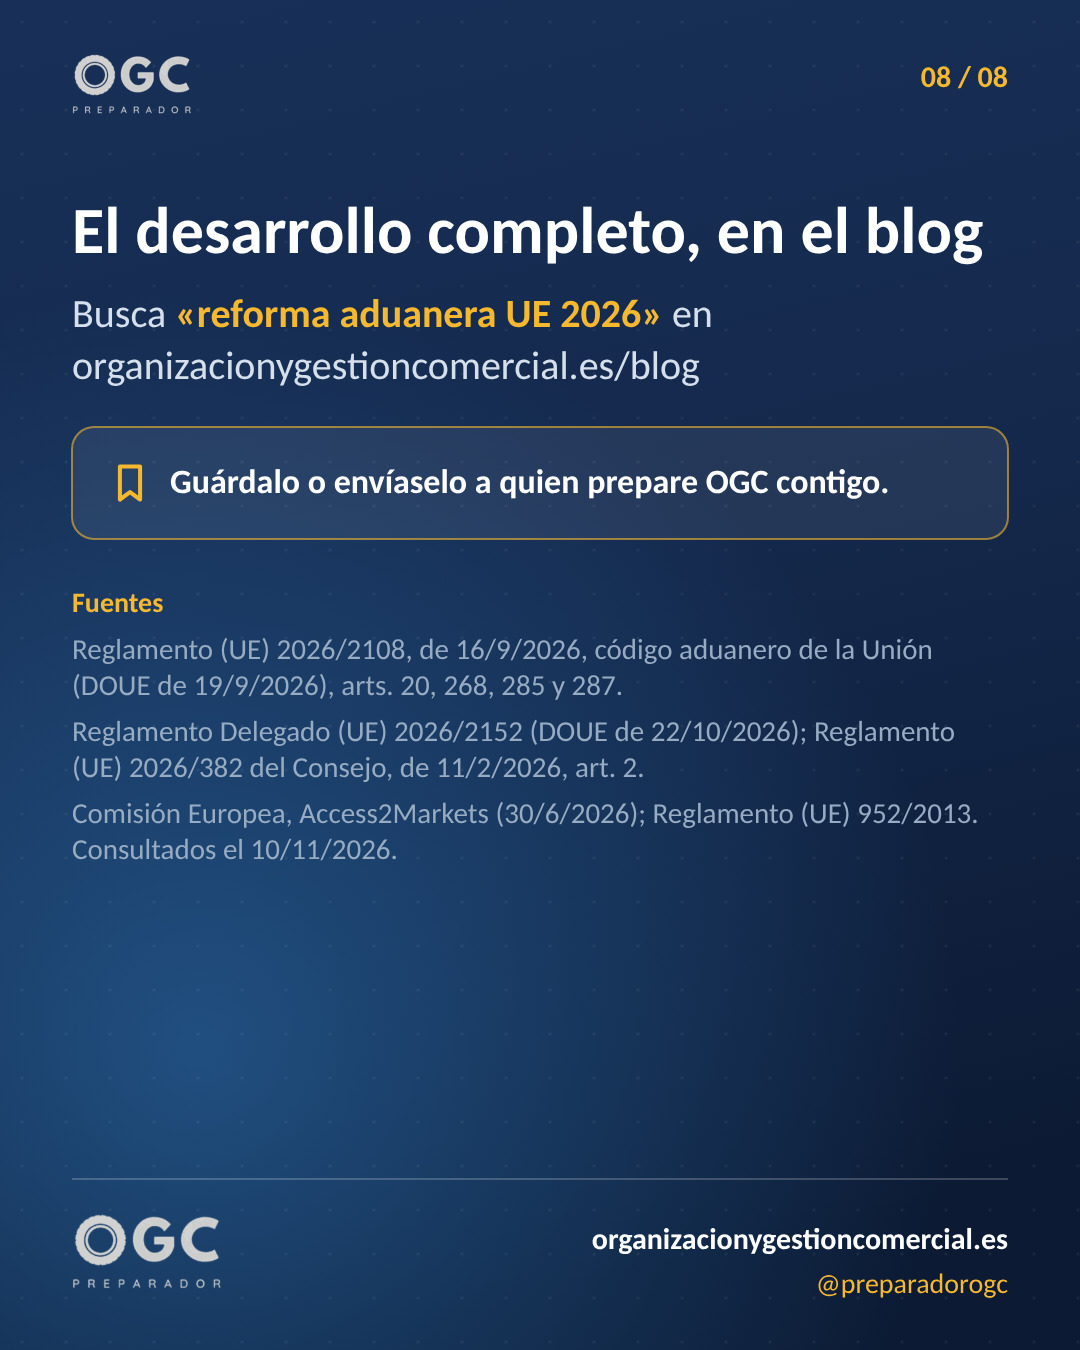 OGC
PREPARADOR
08 / 08
El desarrollo completo, en el blog
Busca «reforma aduanera UE 2026» en
organizacionygestioncomercial.es/blog
Guárdalo o envíaselo a quien prepare OGC contigo.
Fuentes
Reglamento (UE) 2026/2108, de 16/9/2026, código aduanero de la Unión
(DOUE de 19/9/2026), arts. 20, 268, 285 y 287.
Reglamento Delegado (UE) 2026/2152 (DOUE de 22/10/2026); Reglamento
(UE) 2026/382 del Consejo, de 11/2/2026, art. 2.
Comisión Europea, Access2Markets (30/6/2026); Reglamento (UE) 952/2013.
Consultados el 10/11/2026.
OGC
PREPARADOR
organizacionygestioncomercial.es
@preparadorogc